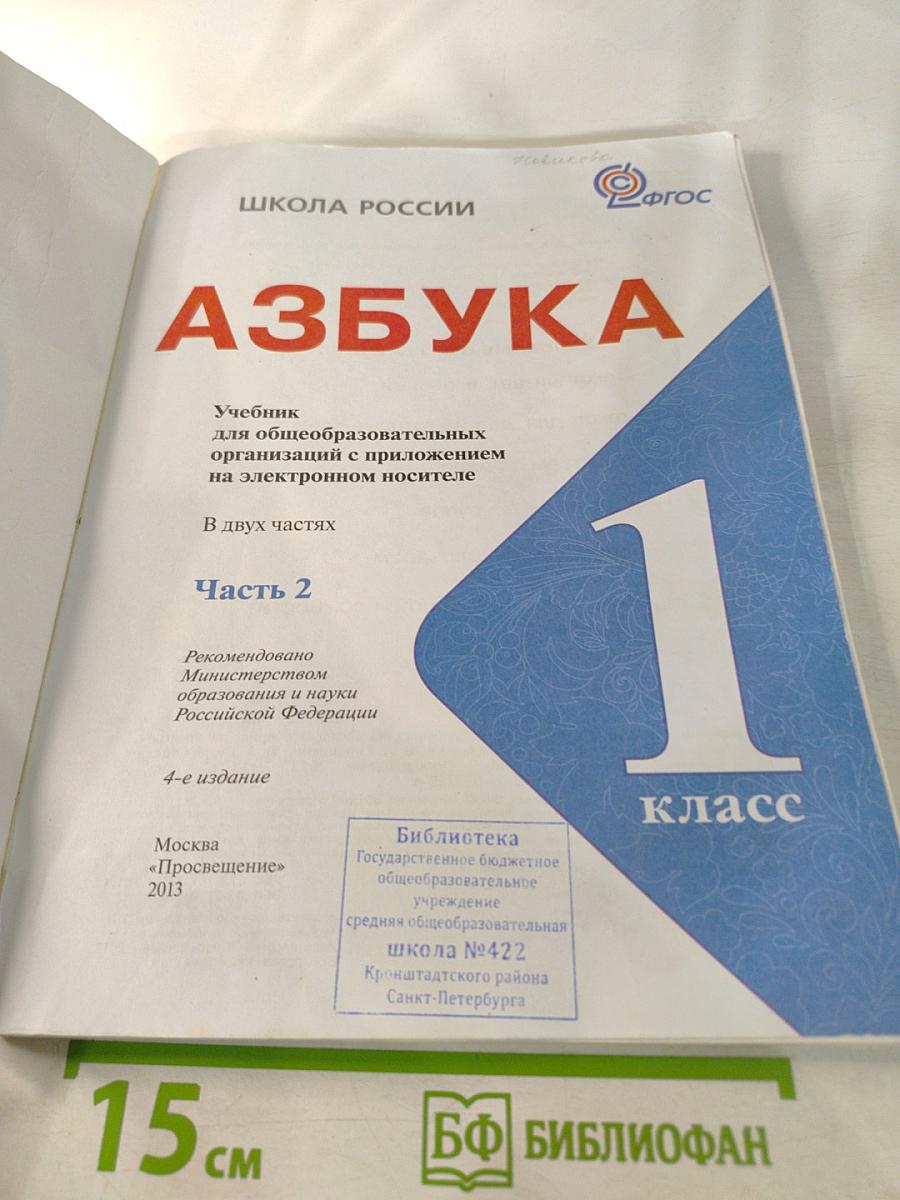 Новикова
ШКОЛА РОССИИ
ФГОС
АЗБУКА
Учебник
для общеобразовательных
организаций с приложением
на электронном носителе
В двух частях
Часть 2
Рекомендовано
Министерством
образования и науки
Российской Федерации
4-е издание
Москва
«Просвещение»
2013
1
класс
Библиотека
Государственное бюджетное
общеобразовательное
учреждение
средняя общеобразовательная
школа №422
Кронштадтского района
Санкт-Петербурга
15 см
БФ БИБЛИОФАН